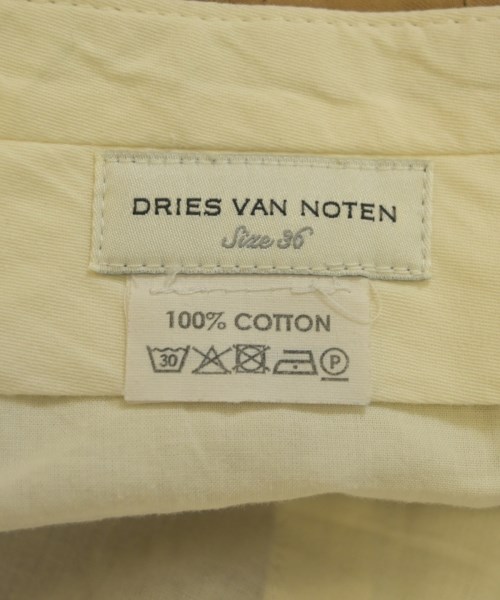 DRIES VAN NOTEN
Size 36
100% COTTON
30 P